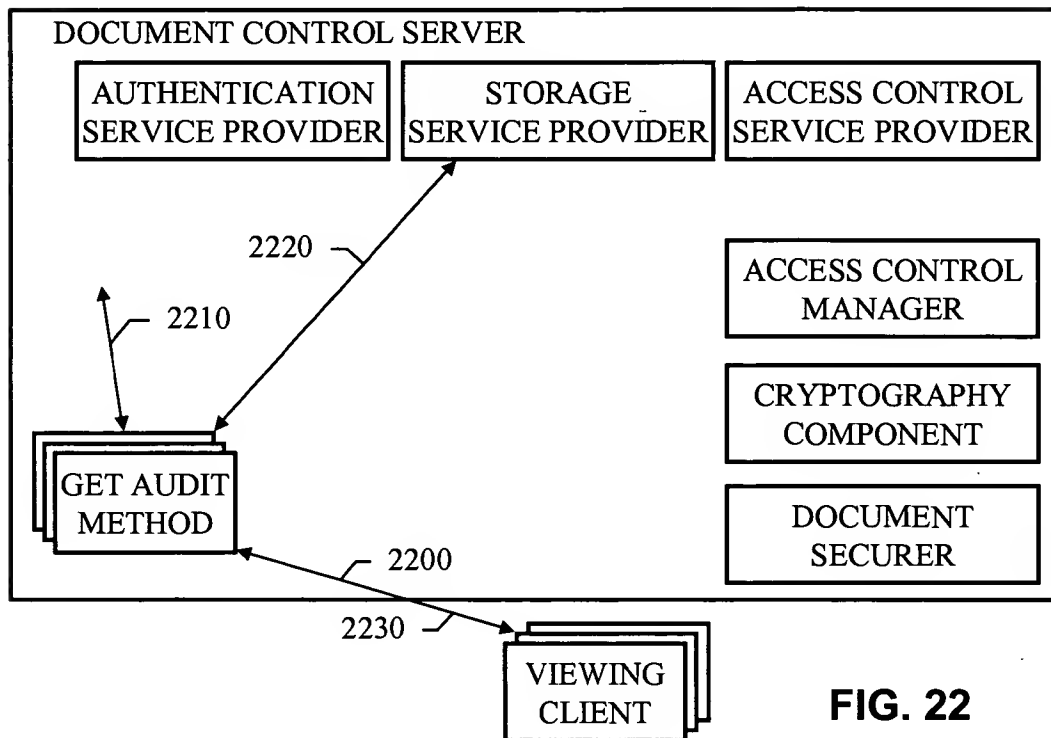 DOCUMENT CONTROL SERVER
AUTHENTICATION
SERVICE PROVIDER
STORAGE
SERVICE PROVIDER
ACCESS CONTROL
SERVICE PROVIDER
2220
2210
ACCESS CONTROL
MANAGER
CRYPTOGRAPHY
COMPONENT
GET AUDIT
METHOD
DOCUMENT
SECURER
2200
2230
VIEWING
CLIENT
FIG. 22